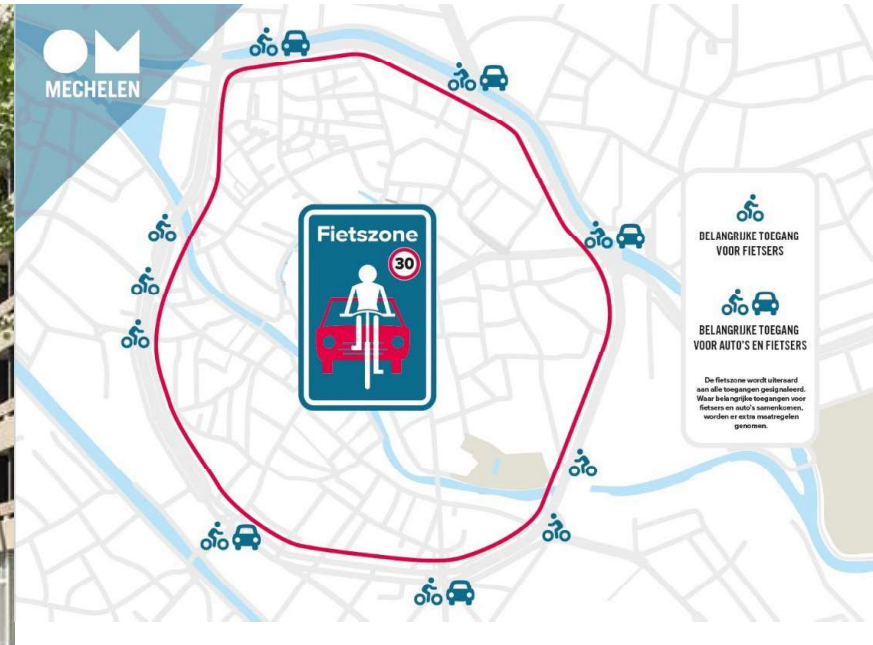 OM
MECHELEN
Fietszone
30
BELANGRIJKE TOEGANG
VOOR FIETSERS
BELANGRIJKE TOEGANG
VOOR AUTO'S EN FIETSERS
De fietszone wordt uiteraard
aan alle toegangen gesignaleerd.
Waar belangrijke toegangen voor
fietsers en auto's samenkomen,
worden er extra maatregelen
genomen.